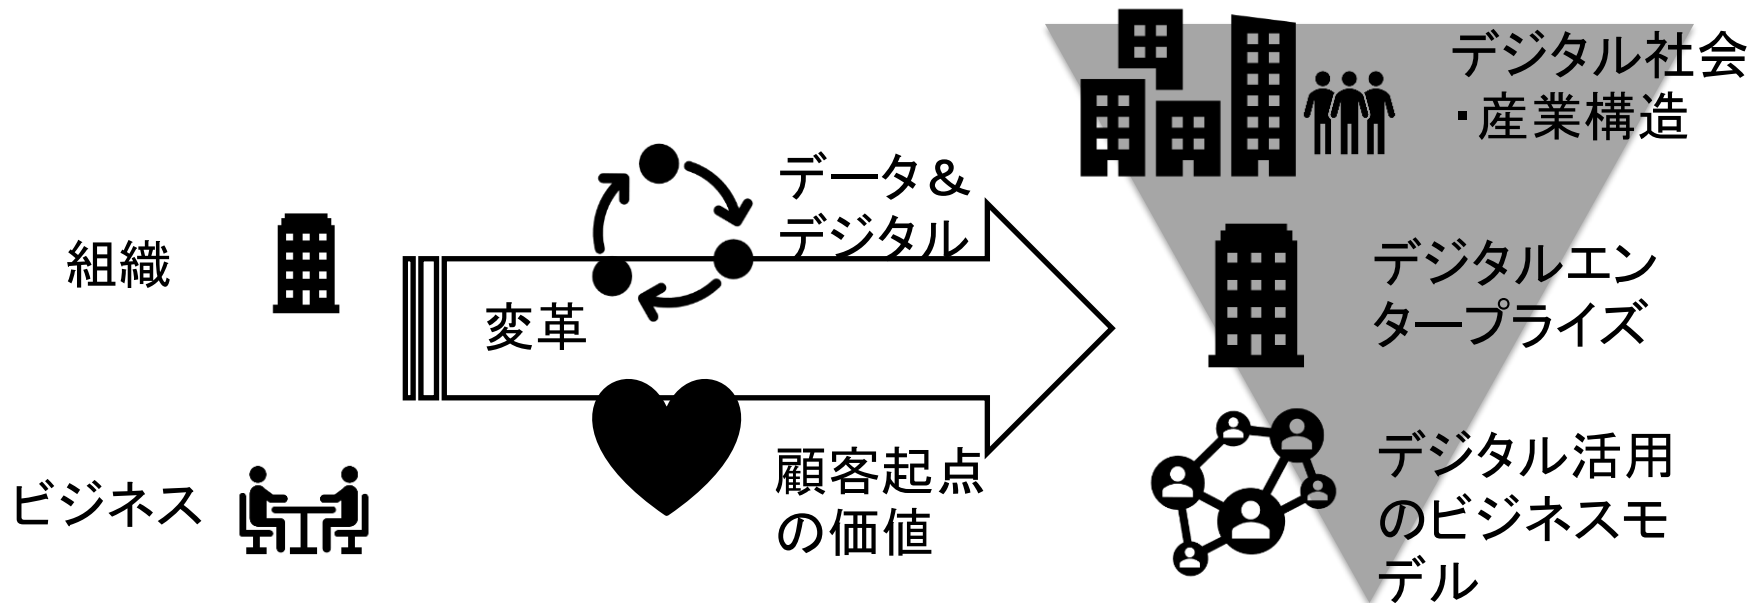 組織
ビジネス
変革
データ＆
デジタル
顧客起点
の価値
デジタル社会
・産業構造
デジタルエン
タープライズ
デジタル活用
のビジネスモ
デル